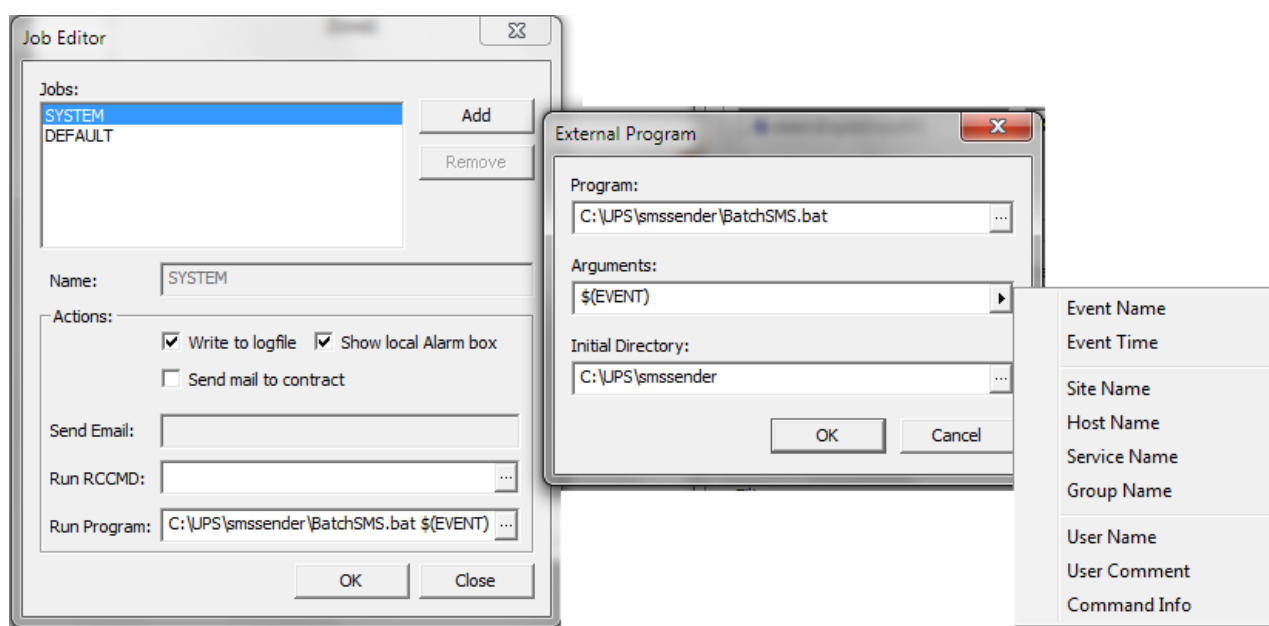 Job Editor
Jobs:
SYSTEM
DEFAULT
Add
Remove
Name:
SYSTEM
Actions:
Write to logfile
Show local Alarm box
Send mail to contract
Send Email:
Run RCCMD:
...
Run Program:
C:\UPS\smssender\BatchSMS.bat $(EVENT)
...
OK
Close
External Program
Program:
C:\UPS\smssender\BatchSMS.bat
...
Arguments:
$(EVENT)
Initial Directory:
C:\UPS\smssender
...
OK
Cancel
Event Name
Event Time
Site Name
Host Name
Service Name
Group Name
User Name
User Comment
Command Info